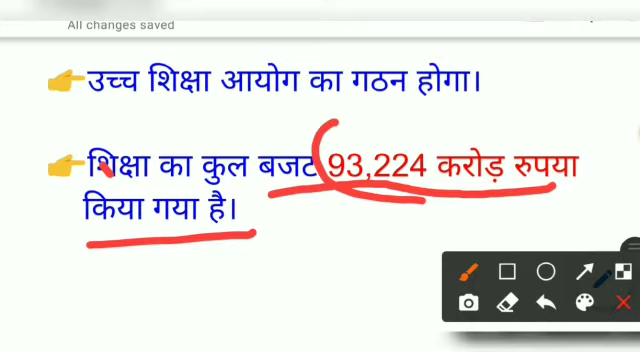 All changes saved
👉उच्च शिक्षा आयोग का गठन होगा।
👉शिक्षा का कुल बजट 93,224 करोड़ रुपया
किया गया है।